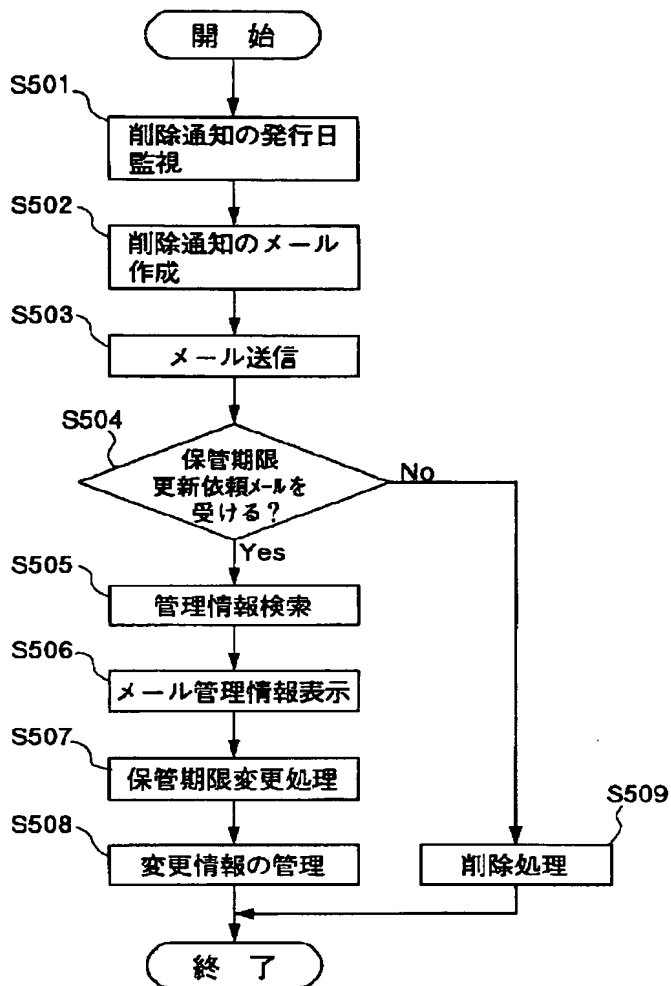 開 始
S501
削除通知の発行日
監視
S502
削除通知のメール
作成
S503
メール送信
S504
保管期限
更新依頼メールを
受ける?
No
Yes
S505
管理情報検索
S506
メール管理情報表示
S507
保管期限変更処理
S508
変更情報の管理
S509
削除処理
終 了